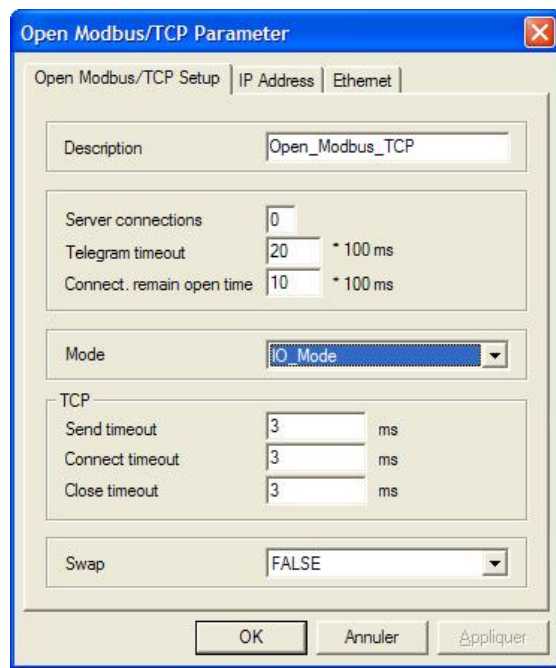 Open Modbus/TCP Parameter
Open Modbus/TCP Setup IP Address Ethernet
Description Open_Modbus_TCP
Server connections 0
Telegram timeout 20 * 100 ms
Connect. remain open time 10 * 100 ms
Mode IO_Mode
TCP
Send timeout 3 ms
Connect timeout 3 ms
Close timeout 3 ms
Swap FALSE
OK Annuler Appliquer